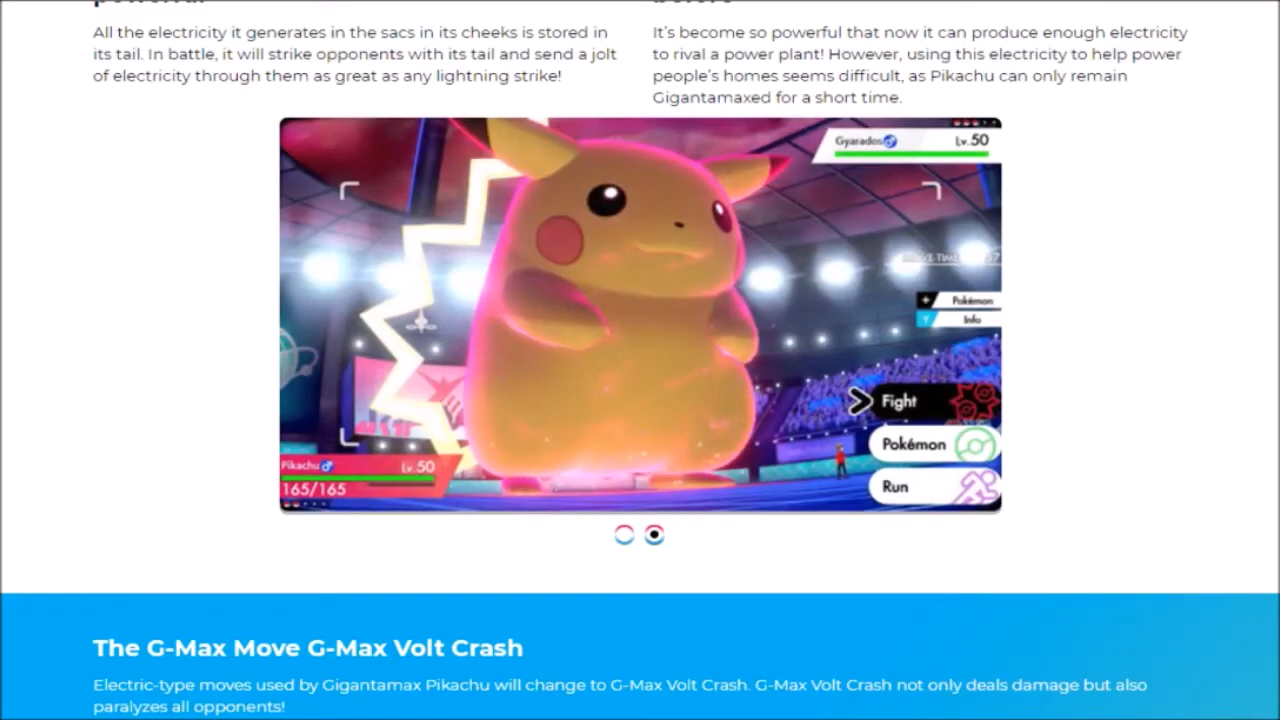 All the electricity it generates in the sacs in its cheeks is stored in
its tail. In battle, it will strike opponents with its tail and send a jolt
of electricity through them as great as any lightning strike!
It's become so powerful that now it can produce enough electricity
to rival a power plant! However, using this electricity to help power
people's homes seems difficult, as Pikachu can only remain
Gigantamaxed for a short time.
Gyarados♂ Lv.50
+ Pokémon
Y Info
Fight
Pokémon
Run
Pikachu♂ Lv.50
165/165
The G-Max Move G-Max Volt Crash
Electric-type moves used by Gigantamax Pikachu will change to G-Max Volt Crash. G-Max Volt Crash not only deals damage but also
paralyzes all opponents!